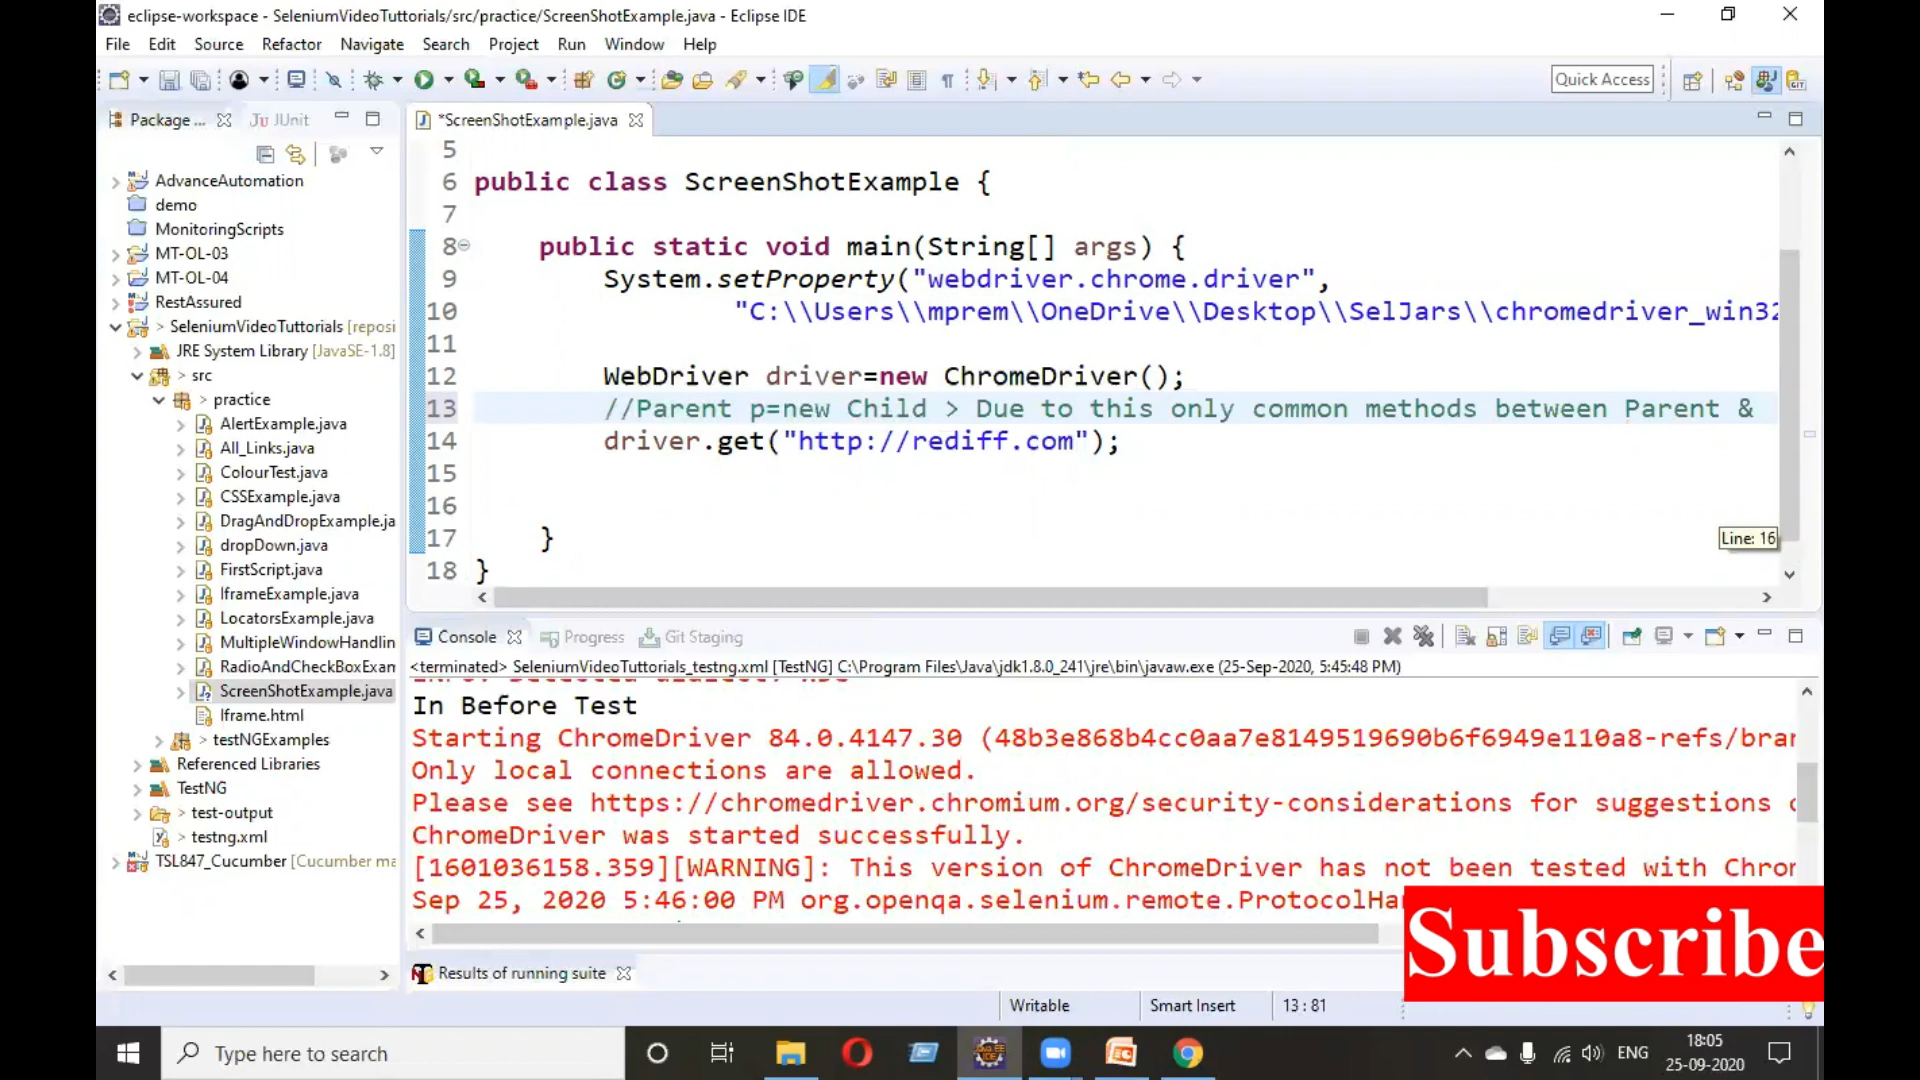 eclipse-workspace - SeleniumVideoTuttorials/src/practice/ScreenShotExample.java - Eclipse IDE
File Edit Source Refactor Navigate Search Project Run Window Help
Quick Access
Package ... JUnit
*ScreenShotExample.java
AdvanceAutomation
demo
MonitoringScripts
MT-OL-03
MT-OL-04
RestAssured
> SeleniumVideoTuttorials [reposi
JRE System Library [JavaSE-1.8]
> src
> practice
AlertExample.java
All_Links.java
ColourTest.java
CSSExample.java
DragAndDropExample.ja
dropDown.java
FirstScript.java
IframeExample.java
LocatorsExample.java
MultipleWindowHandlin
RadioAndCheckBoxExam
ScreenShotExample.java
Iframe.html
> testNGExamples
Referenced Libraries
TestNG
> test-output
> testng.xml
TSL847_Cucumber [Cucumber ma
5
6 public class ScreenShotExample {
7
8 public static void main(String[] args) {
9 System.setProperty("webdriver.chrome.driver",
10 "C:\\Users\\mprem\\OneDrive\\Desktop\\SelJars\\chromedriver_win32
11
12 WebDriver driver=new ChromeDriver();
13 //Parent p=new Child > Due to this only common methods between Parent &
14 driver.get("http://rediff.com");
15
16
17 }
18 }
Line: 16
Console Progress Git Staging
<terminated> SeleniumVideoTuttorials_testng.xml [TestNG] C:\Program Files\Java\jdk1.8.0_241\jre\bin\javaw.exe (25-Sep-2020, 5:45:48 PM)
In Before Test
Starting ChromeDriver 84.0.4147.30 (48b3e868b4cc0aa7e8149519690b6f6949e110a8-refs/bran
Only local connections are allowed.
Please see https://chromedriver.chromium.org/security-considerations for suggestions
ChromeDriver was started successfully.
[1601036158.359][WARNING]: This version of ChromeDriver has not been tested with Chrom
Sep 25, 2020 5:46:00 PM org.openqa.selenium.remote.ProtocolHa
Results of running suite
Subscribe
Writable Smart Insert 13 : 81
Type here to search
ENG
18:05
25-09-2020